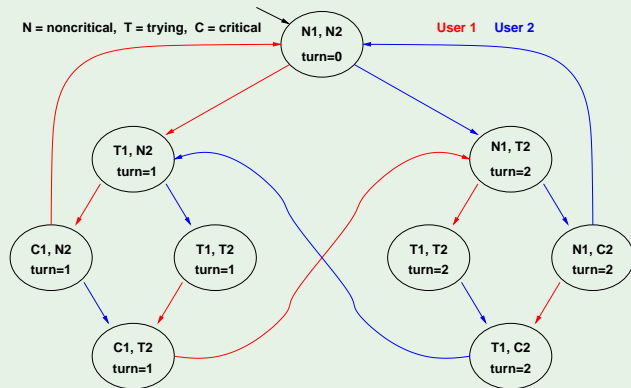 N = noncritical, T = trying, C = critical
User 1 User 2
N1, N2
turn=0
T1, N2
turn=1
N1, T2
turn=2
C1, N2
turn=1
T1, T2
turn=1
T1, T2
turn=2
N1, C2
turn=2
C1, T2
turn=1
T1, C2
turn=2